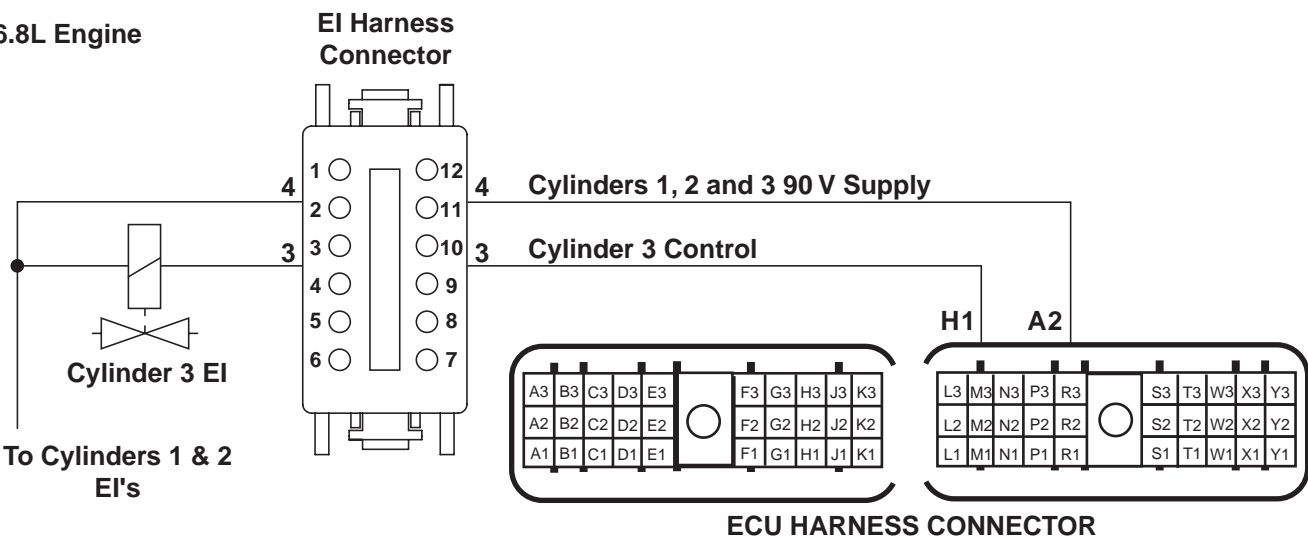 6.8L Engine
EI Harness
Connector
4
4
Cylinders 1, 2 and 3 90 V Supply
3
3
Cylinder 3 Control
1
12
2
11
3
10
4
9
5
8
6
7
Cylinder 3 EI
To Cylinders 1 & 2
EI's
H1
A2
A3 B3 C3 D3 E3 F3 G3 H3 J3 K3
A2 B2 C2 D2 E2 F2 G2 H2 J2 K2
A1 B1 C1 D1 E1 F1 G1 H1 J1 K1
L3 M3 N3 P3 R3 S3 T3 W3 X3 Y3
L2 M2 N2 P2 R2 S2 T2 W2 X2 Y2
L1 M1 N1 P1 R1 S1 T1 W1 X1 Y1
ECU HARNESS CONNECTOR